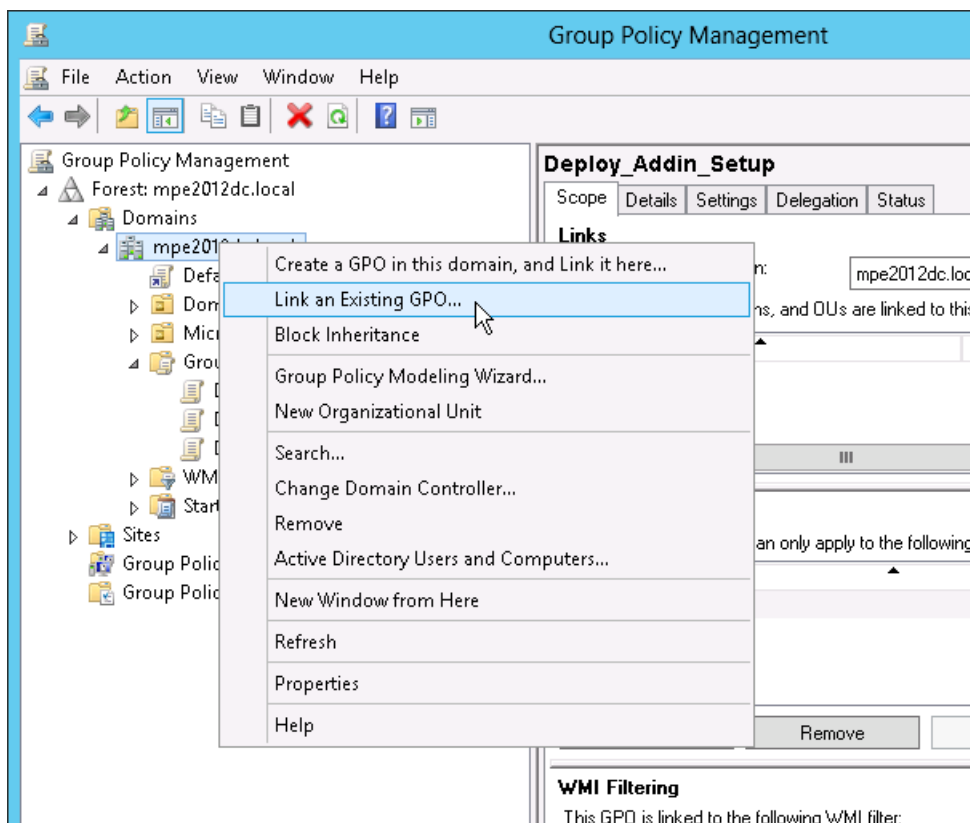 Group Policy Management
File Action View Window Help
Group Policy Management
Forest: mpe2012dc.local
Domains
Sites
Create a GPO in this domain, and Link it here...
Link an Existing GPO...
Block Inheritance
Group Policy Modeling Wizard...
New Organizational Unit
Search...
Change Domain Controller...
Remove
Active Directory Users and Computers...
New Window from Here
Refresh
Properties
Help
Deploy_Addin_Setup
Scope Details Settings Delegation Status
Links
, and OUs are linked to this
an only apply to the following
Remove
WMI Filtering
This GPO is linked to the following WMI filter: